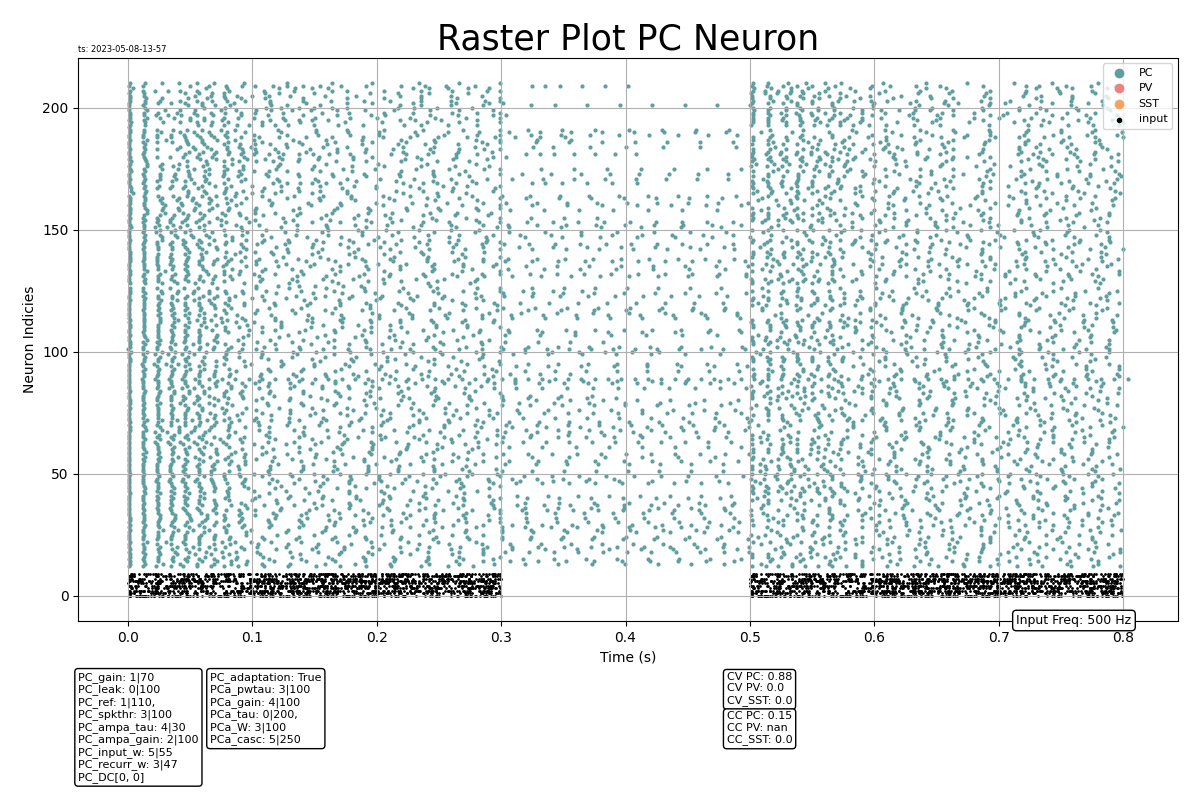 Raster Plot PC Neuron
ts: 2023-05-08-13-57
PC
PV
SST
input
200
150
100
50
0
Neuron Indicies
0.0 0.1 0.2 0.3 0.4 0.5 0.6 0.7 0.8
Input Freq: 500 Hz
Time (s)
PC_gain: 1|70
PC_leak: 0|100
PC_ref: 1|110,
PC_spkthr: 3|100
PC_ampa_tau: 4|30
PC_ampa_gain: 2|100
PC_input_w: 5|55
PC_recurr_w: 3|47
PC_DC[0, 0]
PC_adaptation: True
PCa_pwtau: 3|100
PCa_gain: 4|100
PCa_tau: 0|200,
PCa_W: 3|100
PCa_casc: 5|250
CV PC: 0.88
CV PV: 0.0
CV_SST: 0.0
CC PC: 0.15
CC PV: nan
CC_SST: 0.0